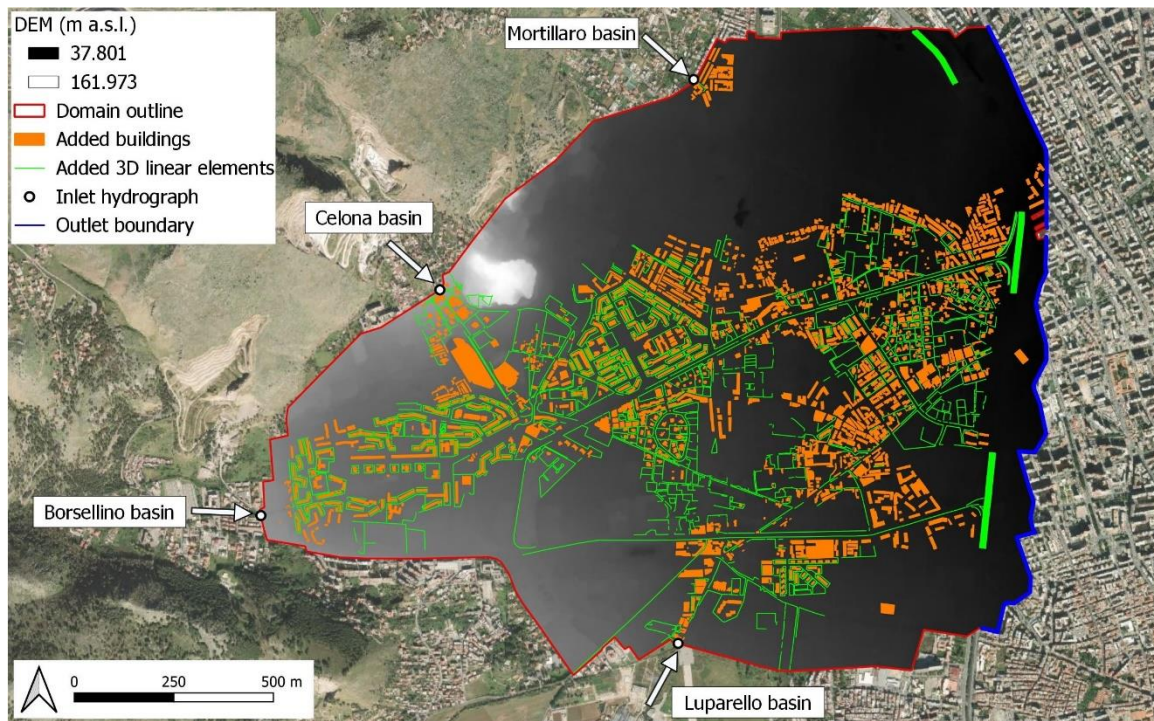 DEM (m a.s.l.)
37.801
161.973
Domain outline
Added buildings
Added 3D linear elements
Inlet hydrograph
Outlet boundary
Mortillaro basin
Celona basin
Borsellino basin
Luparello basin
0 250 500 m